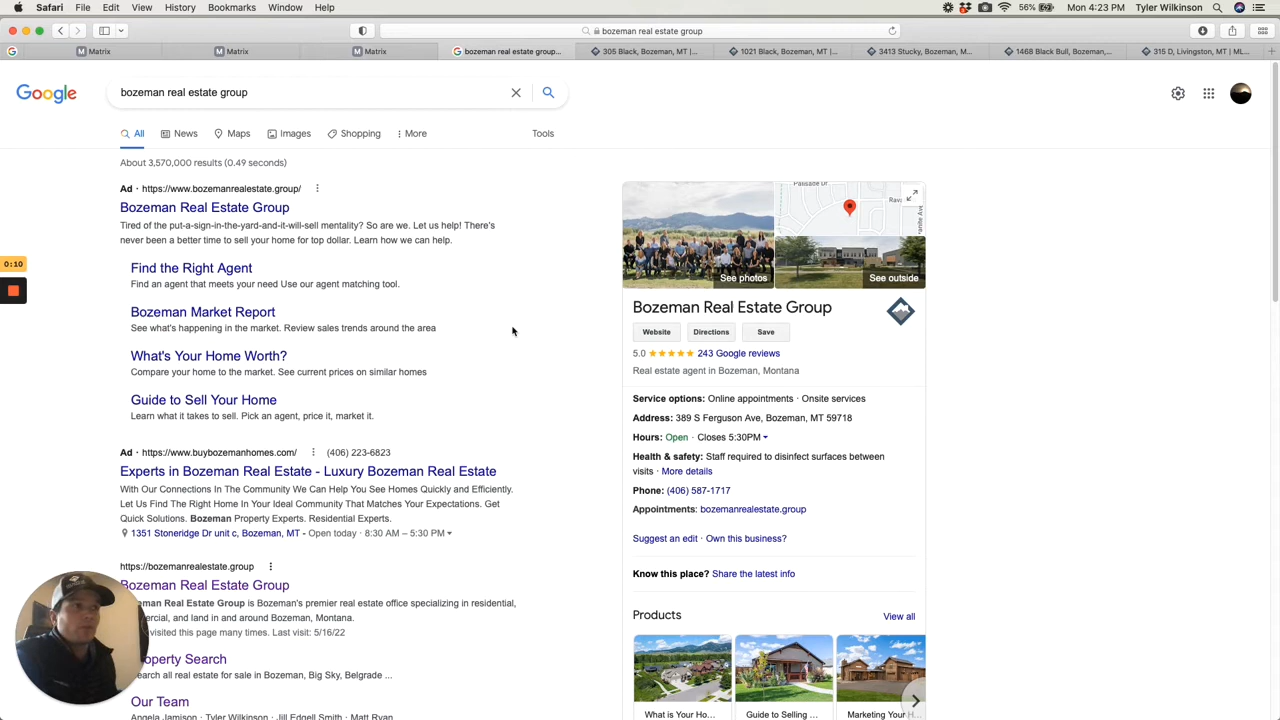 Safari File Edit View History Bookmarks Window Help
56% Mon 4:23 PM Tyler Wilkinson
bozeman real estate group
Matrix
Matrix
Matrix
bozeman real estate group...
305 Black, Bozeman, MT |...
1021 Black, Bozeman, MT |...
3413 Stucky, Bozeman, M...
1468 Black Bull, Bozeman,...
315 D, Livingston, MT | ML...
Google
bozeman real estate group
All News Maps Images Shopping More Tools
About 3,570,000 results (0.49 seconds)
Ad · https://www.bozemanrealestate.group/
Bozeman Real Estate Group
Tired of the put-a-sign-in-the-yard-and-it-will-sell mentality? So are we. Let us help! There's
never been a better time to sell your home for top dollar. Learn how we can help.
Find the Right Agent
Find an agent that meets your need Use our agent matching tool.
Bozeman Market Report
See what's happening in the market. Review sales trends around the area
What's Your Home Worth?
Compare your home to the market. See current prices on similar homes
Guide to Sell Your Home
Learn what it takes to sell. Pick an agent, price it, market it.
Ad · https://www.buybozemanhomes.com/ (406) 223-6823
Experts in Bozeman Real Estate - Luxury Bozeman Real Estate
With Our Connections In The Community We Can Help You See Homes Quickly and Efficiently.
Let Us Find The Right Home In Your Ideal Community That Matches Your Expectations. Get
Quick Solutions. Bozeman Property Experts. Residential Experts.
1351 Stoneridge Dr unit c, Bozeman, MT - Open today · 8:30 AM – 5:30 PM
https://bozemanrealestate.group
Bozeman Real Estate Group
man Real Estate Group is Bozeman's premier real estate office specializing in residential,
ercial, and land in and around Bozeman, Montana.
visited this page many times. Last visit: 5/16/22
operty Search
earch all real estate for sale in Bozeman, Big Sky, Belgrade ...
Our Team
Angela Jamison · Tyler Wilkinson · Jill Edgell Smith · Matt Ryan
0:10
Palisade Dr
See photos
See outside
Bozeman Real Estate Group
Website Directions Save
5.0 243 Google reviews
Real estate agent in Bozeman, Montana
Service options: Online appointments · Onsite services
Address: 389 S Ferguson Ave, Bozeman, MT 59718
Hours: Open · Closes 5:30PM
Health & safety: Staff required to disinfect surfaces between
visits · More details
Phone: (406) 587-1717
Appointments: bozemanrealestate.group
Suggest an edit · Own this business?
Know this place? Share the latest info
Products View all
What is Your Ho...
Guide to Selling ...
Marketing Your H...